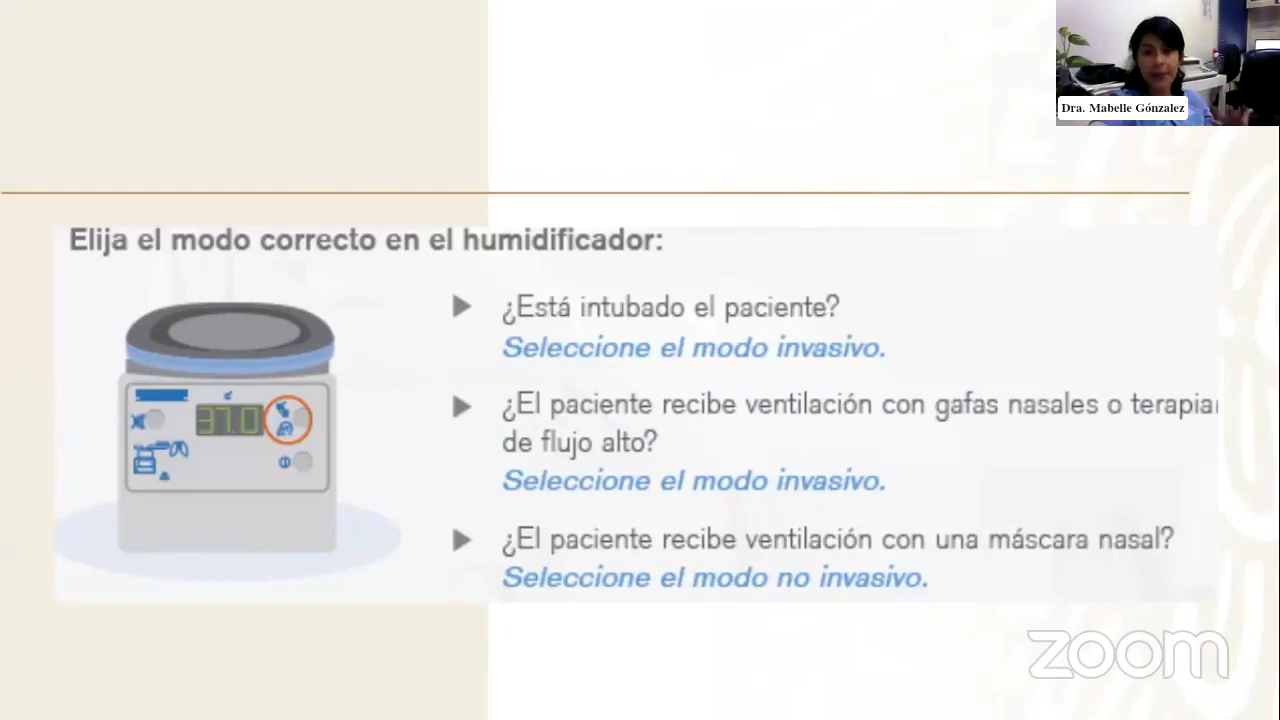 Dra. Mabelle Gónzalez
Elija el modo correcto en el humidificador:
¿Está intubado el paciente?
Seleccione el modo invasivo.
37.0
¿El paciente recibe ventilación con gafas nasales o terapia
de flujo alto?
Seleccione el modo invasivo.
¿El paciente recibe ventilación con una máscara nasal?
Seleccione el modo no invasivo.
zoom